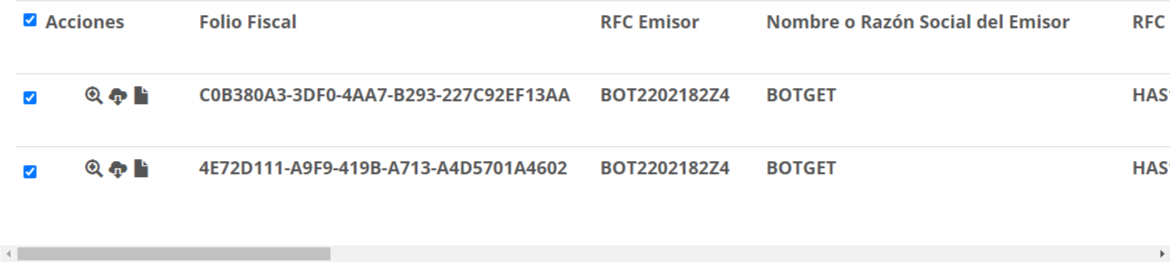 Acciones Folio Fiscal RFC Emisor Nombre o Razón Social del Emisor RFC
C0B380A3-3DF0-4AA7-B293-227C92EF13AA BOT2202182Z4 BOTGET HAS
4E72D111-A9F9-419B-A713-A4D5701A4602 BOT2202182Z4 BOTGET HAS